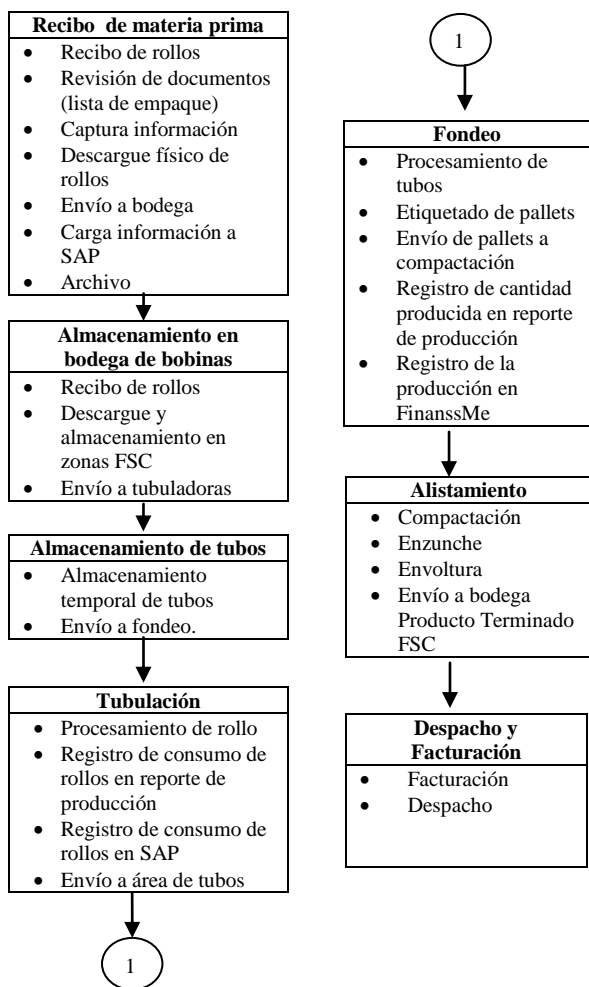 Recibo de materia prima
• Recibo de rollos
• Revisión de documentos
(lista de empaque)
• Captura información
• Descargue físico de
rollos
• Envío a bodega
• Carga información a
SAP
• Archivo
Almacenamiento en
bodega de bobinas
• Recibo de rollos
• Descargue y
almacenamiento en
zonas FSC
• Envío a tubuladoras
Almacenamiento de tubos
• Almacenamiento
temporal de tubos
• Envío a fondeo.
Tubulación
• Procesamiento de rollo
• Registro de consumo de
rollos en reporte de
producción
• Registro de consumo de
rollos en SAP
• Envío a área de tubos
1
1
Fondeo
• Procesamiento de
tubos
• Etiquetado de pallets
• Envío de pallets a
compactación
• Registro de cantidad
producida en reporte
de producción
• Registro de la
producción en
FinanssMe
Alistamiento
• Compactación
• Enzunche
• Envoltura
• Envío a bodega
Producto Terminado
FSC
Despacho y
Facturación
• Facturación
• Despacho